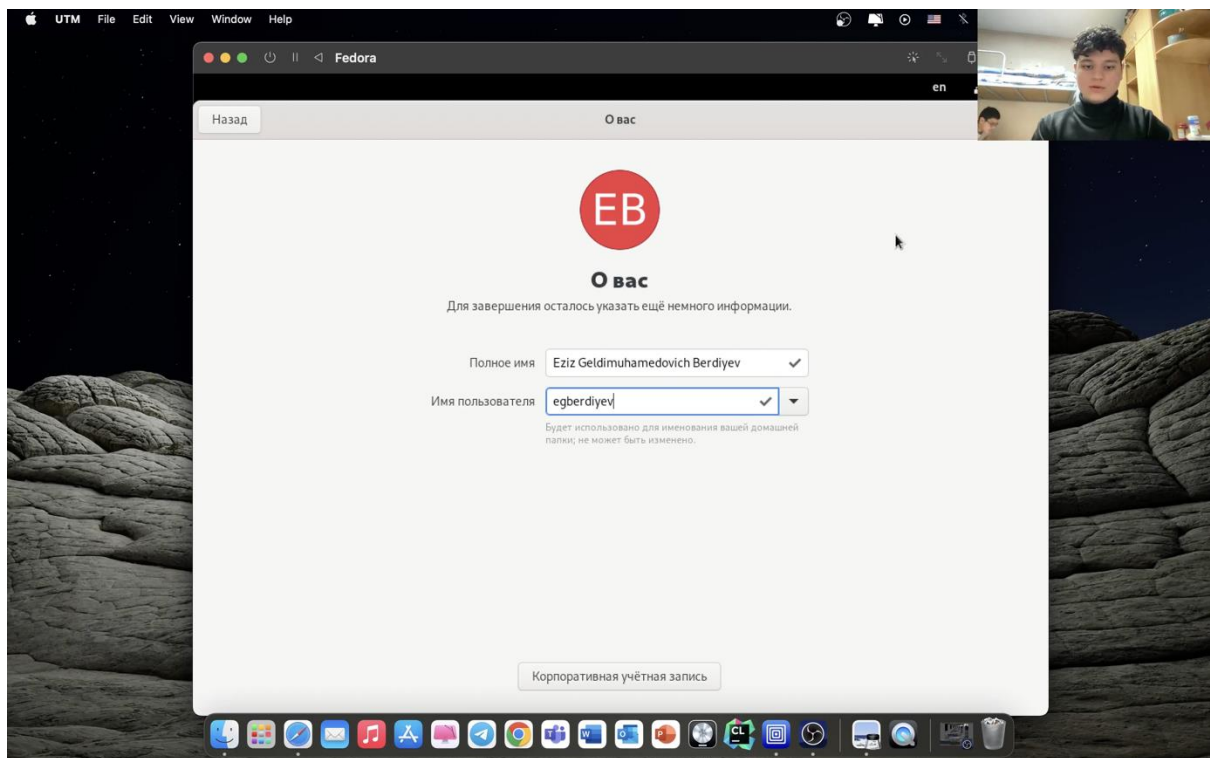 UTM File Edit View Window Help
Fedora
en
Назад
О вас
EB
О вас
Для завершения осталось указать ещё немного информации.
Полное имя Eziz Geldimuhamedovich Berdiyev
Имя пользователя egberdiyev
Будет использовано для именования вашей домашней
папки; не может быть изменено.
Корпоративная учётная запись
CL